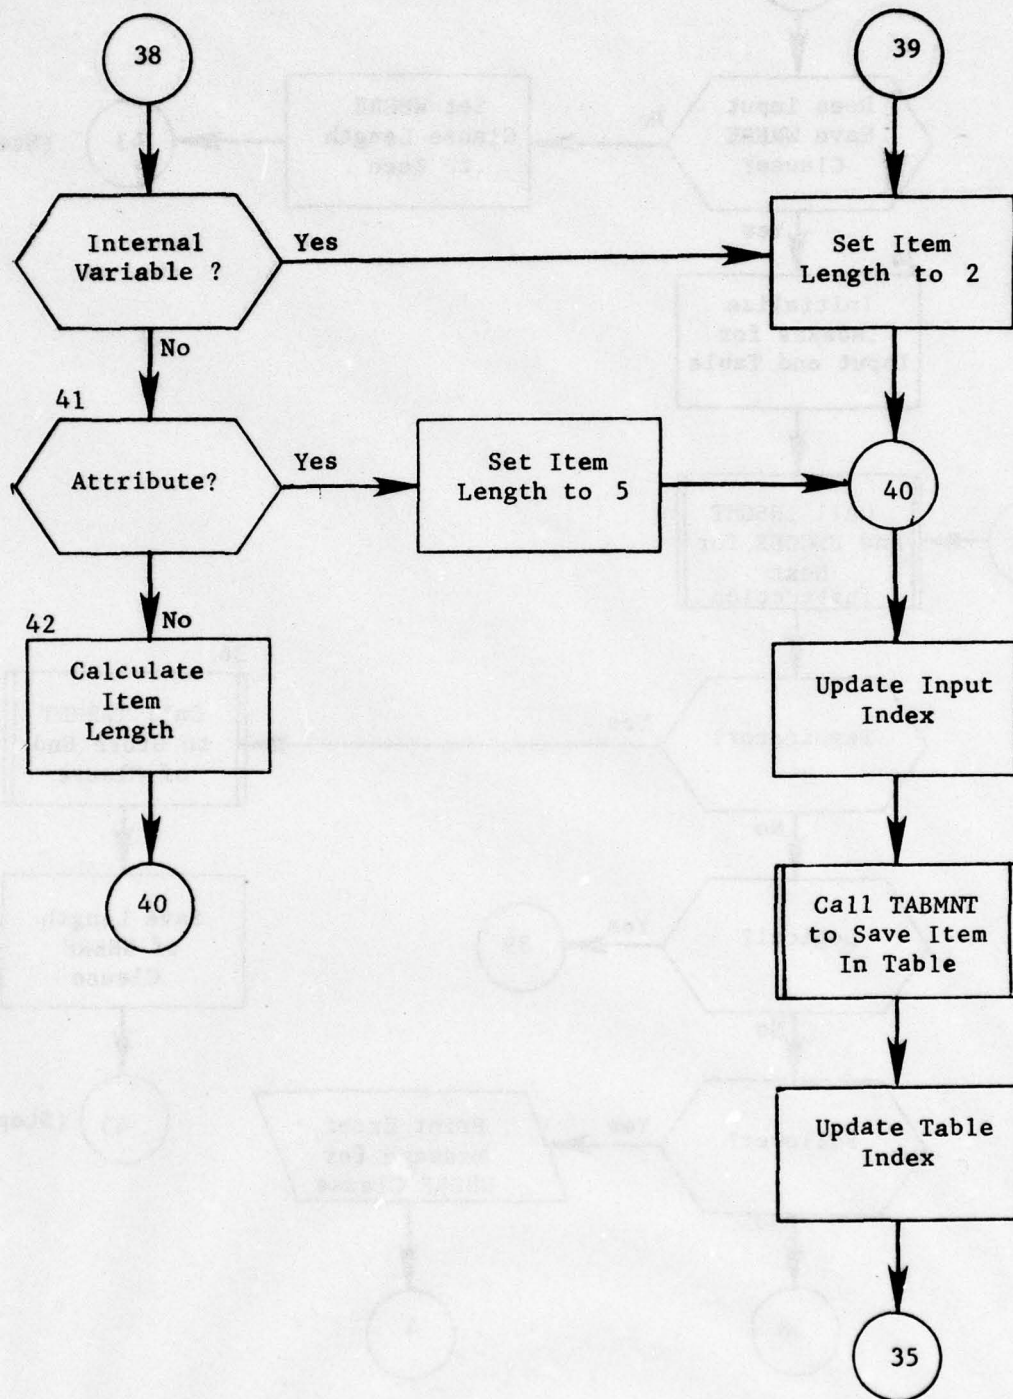 38
39
Internal
Variable ?
Yes
Set Item
Length to 2
No
41
Attribute?
Yes
Set Item
Length to 5
40
No
42
Calculate
Item
Length
Update Input
Index
40
Call TABMNT
to Save Item
In Table
Update Table
Index
35